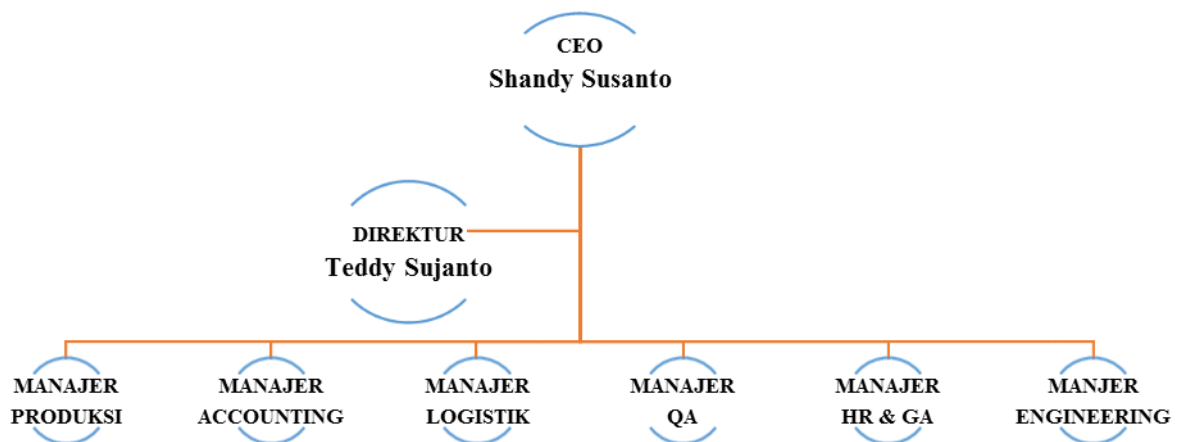 CEO
Shandy Susanto
DIREKTUR
Teddy Sujanto
MANAJER
PRODUKSI
MANAJER
ACCOUNTING
MANAJER
LOGISTIK
MANAJER
QA
MANAJER
HR & GA
MANJER
ENGINEERING